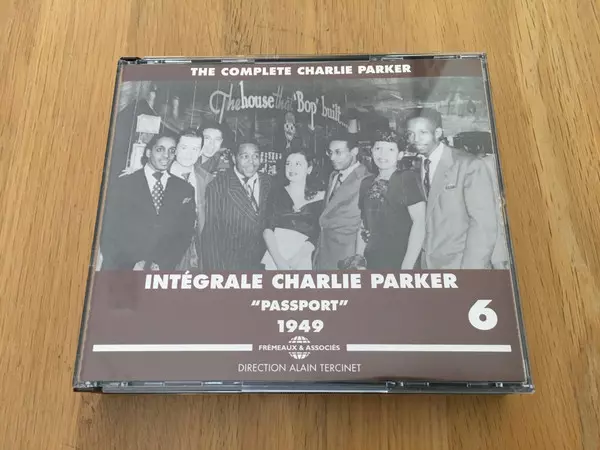 THE COMPLETE CHARLIE PARKER
The house that 'Bop' built...
INTÉGRALE CHARLIE PARKER
"PASSPORT"
1949
6
FRÉMEAUX & ASSOCIÉS
DIRECTION ALAIN TERCINET